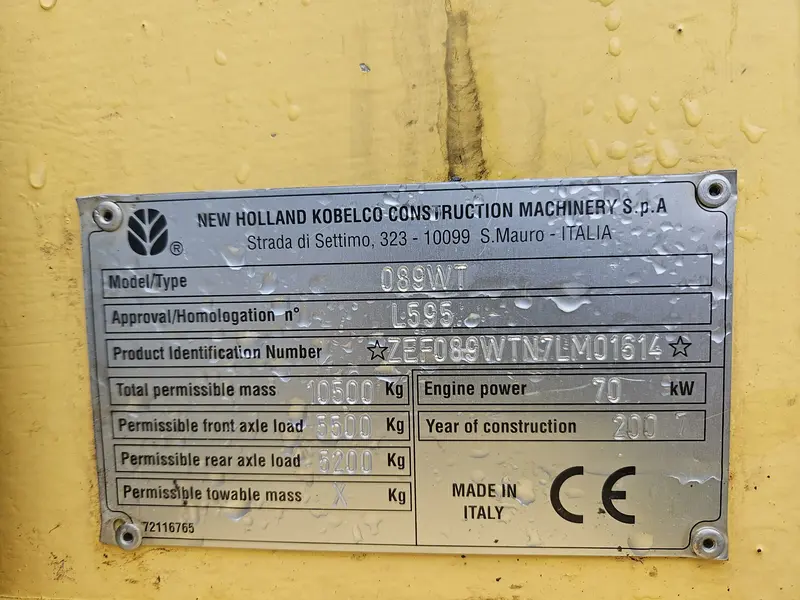 NEW HOLLAND KOBELCO CONSTRUCTION MACHINERY S.p.A
Strada di Settimo, 323 - 10099 S.Mauro - ITALIA
®
Model/Type 089WT
Approval/Homologation n° L595
Product Identification Number ☆ZEF089WTN7LM01614☆
Total permissible mass 10500 Kg
Engine power 70 kW
Permissible front axle load 5500 Kg
Year of construction 2007
Permissible rear axle load 5200 Kg
Permissible towable mass X Kg
MADE IN
ITALY
CE
72116765